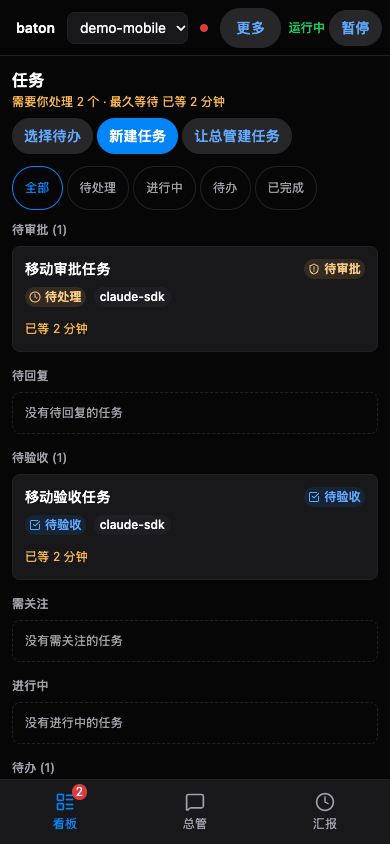 baton demo-mobile 更多 运行中 暂停
任务
需要你处理 2 个 · 最久等待 已等 2 分钟
选择待办 新建任务 让总管建任务
全部 待处理 进行中 待办 已完成
待审批 (1)
移动审批任务 待审批
待处理 claude-sdk
已等 2 分钟
待回复
没有待回复的任务
待验收 (1)
移动验收任务 待验收
待验收 claude-sdk
已等 2 分钟
需关注
没有需关注的任务
进行中
没有进行中的任务
待办 (1)
2
看板 总管 汇报